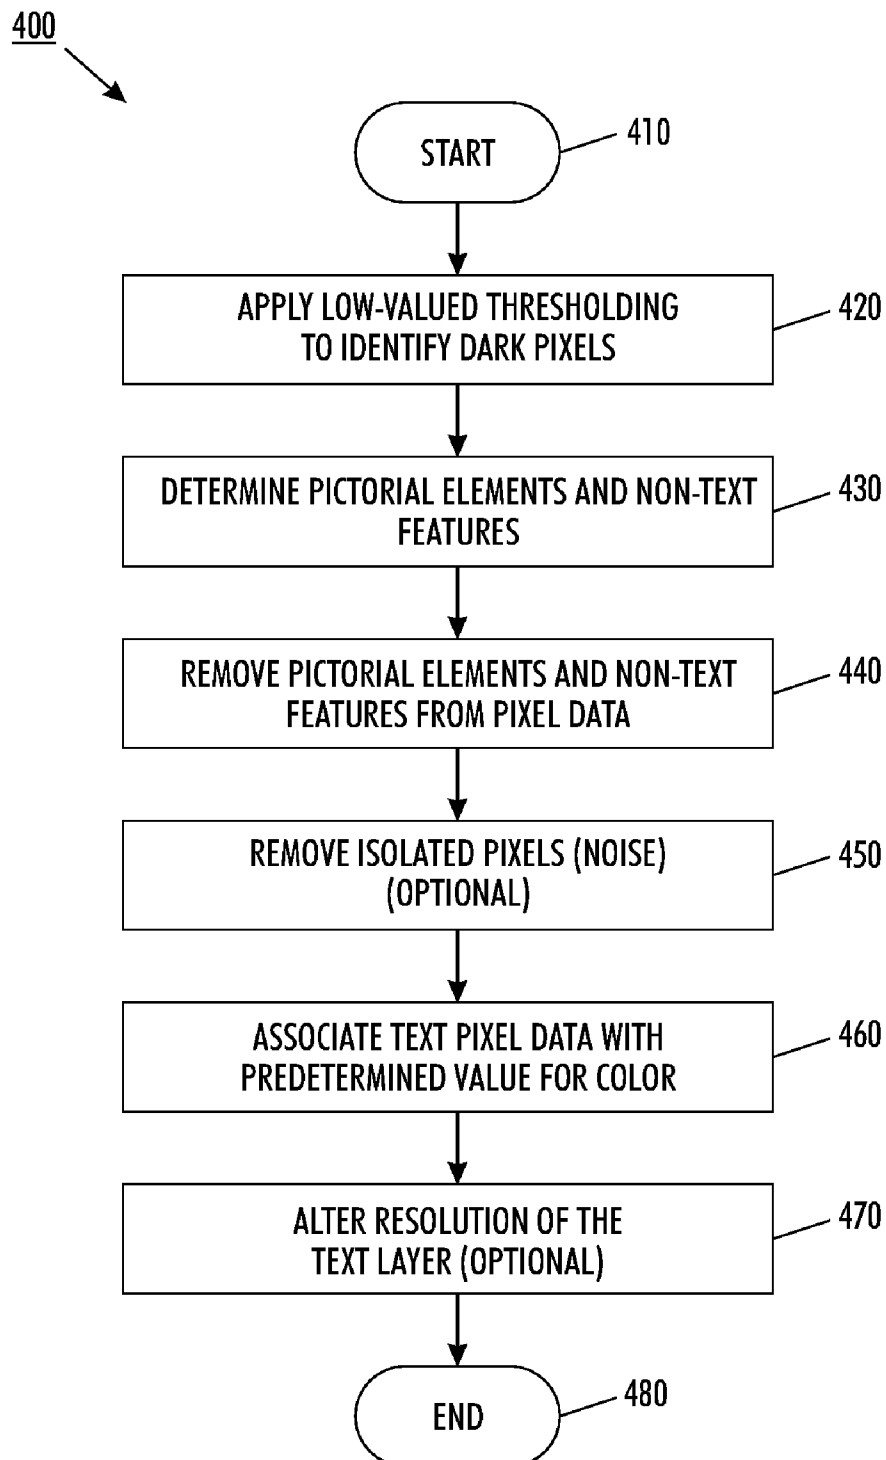 400
START
410
APPLY LOW-VALUED THRESHOLDING
TO IDENTIFY DARK PIXELS
420
DETERMINE PICTORIAL ELEMENTS AND NON-TEXT
FEATURES
430
REMOVE PICTORIAL ELEMENTS AND NON-TEXT
FEATURES FROM PIXEL DATA
440
REMOVE ISOLATED PIXELS (NOISE)
(OPTIONAL)
450
ASSOCIATE TEXT PIXEL DATA WITH
PREDETERMINED VALUE FOR COLOR
460
ALTER RESOLUTION OF THE
TEXT LAYER (OPTIONAL)
470
END
480